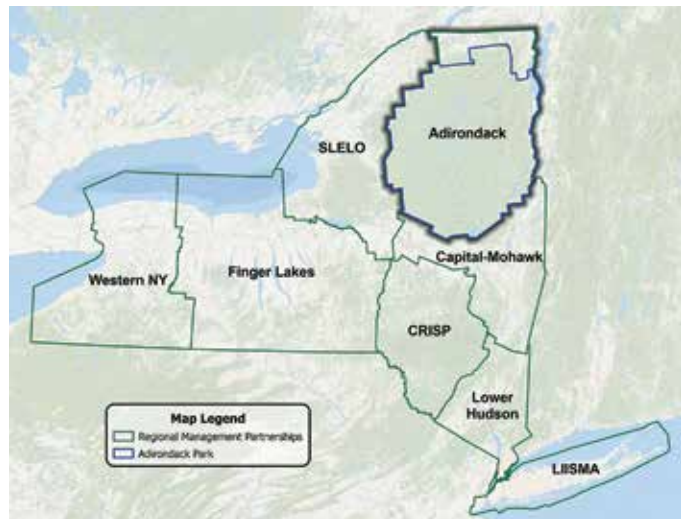 Adirondack
SLELO
Capital-Mohawk
Finger Lakes
Western NY
CRISP
Lower
Hudson
LIISMA
Map Legend
Regional Management Partnerships
Adirondack Park